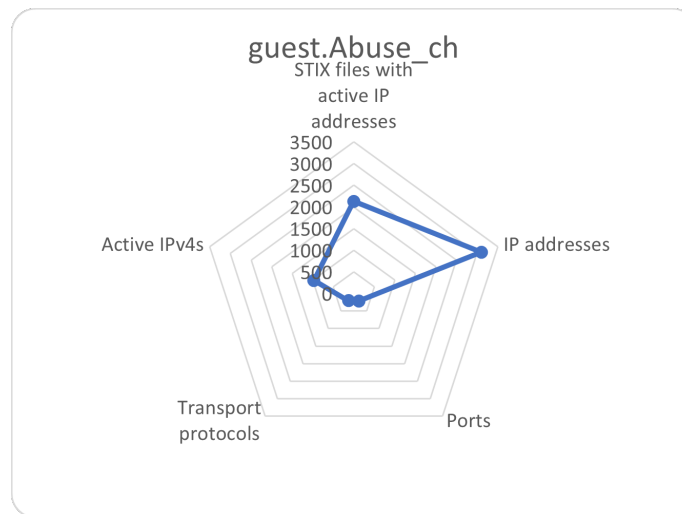 guest.Abuse_ch
STIX files with
active IP
addresses
3500
3000
2500
2000
1500
1000
500
0
Active IPv4s
IP addresses
Transport
protocols
Ports